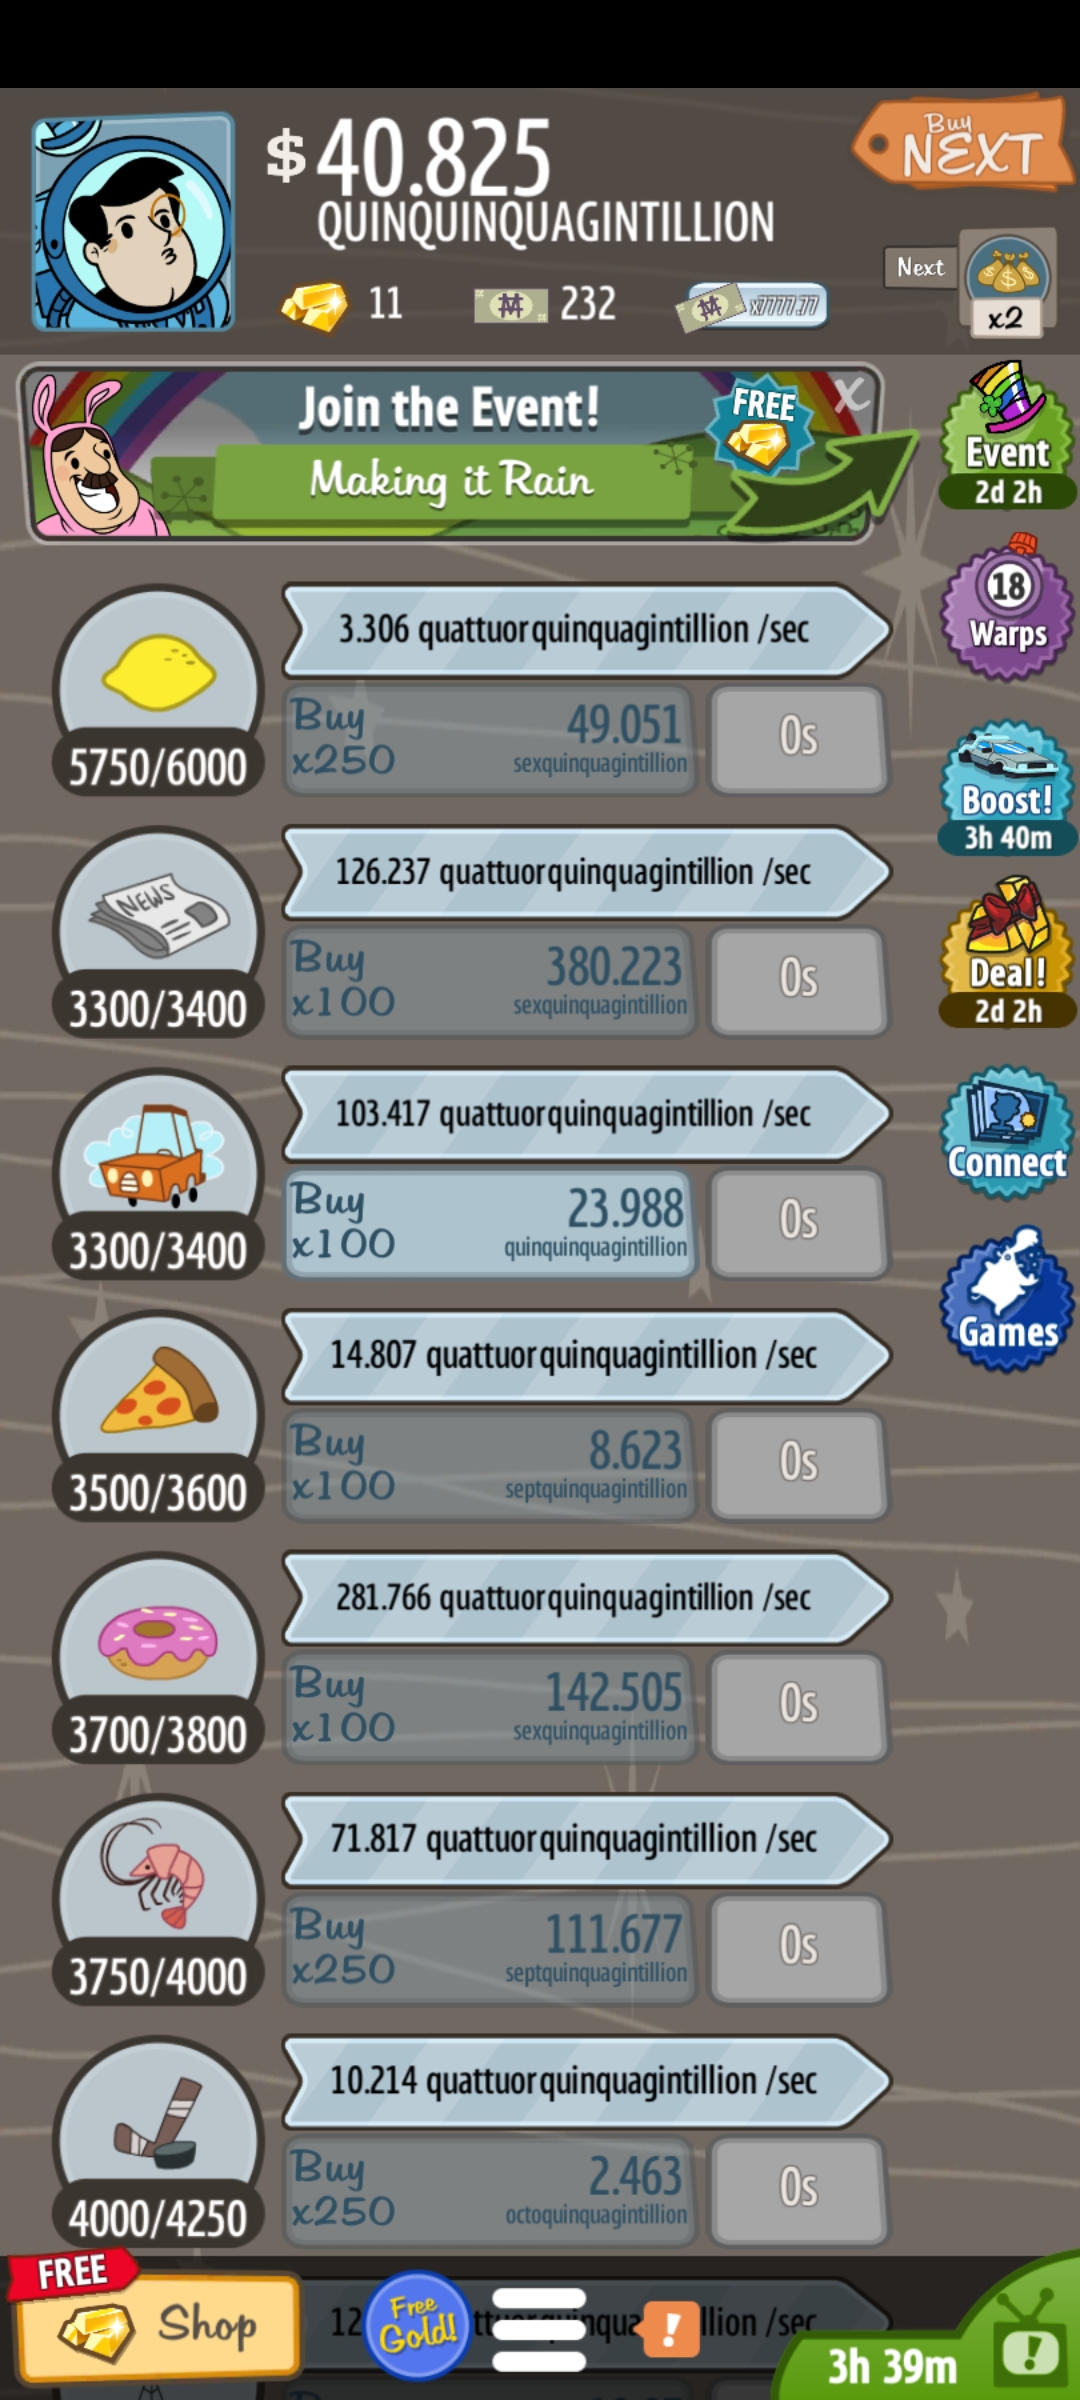 $40.825
QUINQUINQUAGINTILLION
Buy
NEXT
11
232
x7777.77
Next
x2
Join the Event!
Making it Rain
FREE
X
Event
2d 2h
18
Warps
Boost!
3h 40m
Deal!
2d 2h
Connect
Games
3.306 quattuorquinquagintillion /sec
5750/6000
Buy
x250
49.051
sexquinquagintillion
0s
NEWS
126.237 quattuorquinquagintillion /sec
3300/3400
Buy
x100
380.223
sexquinquagintillion
0s
103.417 quattuorquinquagintillion /sec
3300/3400
Buy
x100
23.988
quinquinquagintillion
0s
14.807 quattuorquinquagintillion /sec
3500/3600
Buy
x100
8.623
septquinquagintillion
0s
281.766 quattuorquinquagintillion /sec
3700/3800
Buy
x100
142.505
sexquinquagintillion
0s
71.817 quattuorquinquagintillion /sec
3750/4000
Buy
x250
111.677
septquinquagintillion
0s
10.214 quattuorquinquagintillion /sec
4000/4250
Buy
x250
2.463
octoquinquagintillion
0s
FREE
Shop
Free
Gold!
!
/sec
3h 39m
!